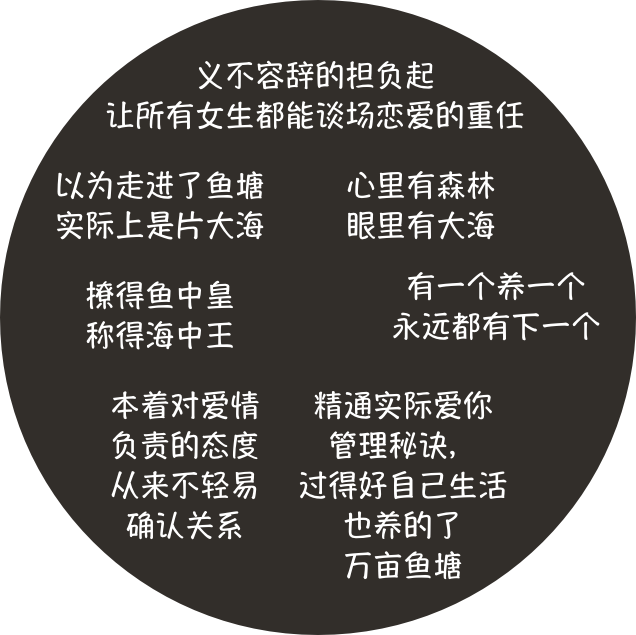 义不容辞的担负起
让所有女生都能谈场恋爱的重任
以为走进了鱼塘
实际上是片大海
心里有森林
眼里有大海
撩得鱼中皇
称得海中王
有一个养一个
永远都有下一个
本着对爱情
负责的态度
从来不轻易
确认关系
精通实际爱你
管理秘诀,
过得好自己生活
也养的了
万亩鱼塘